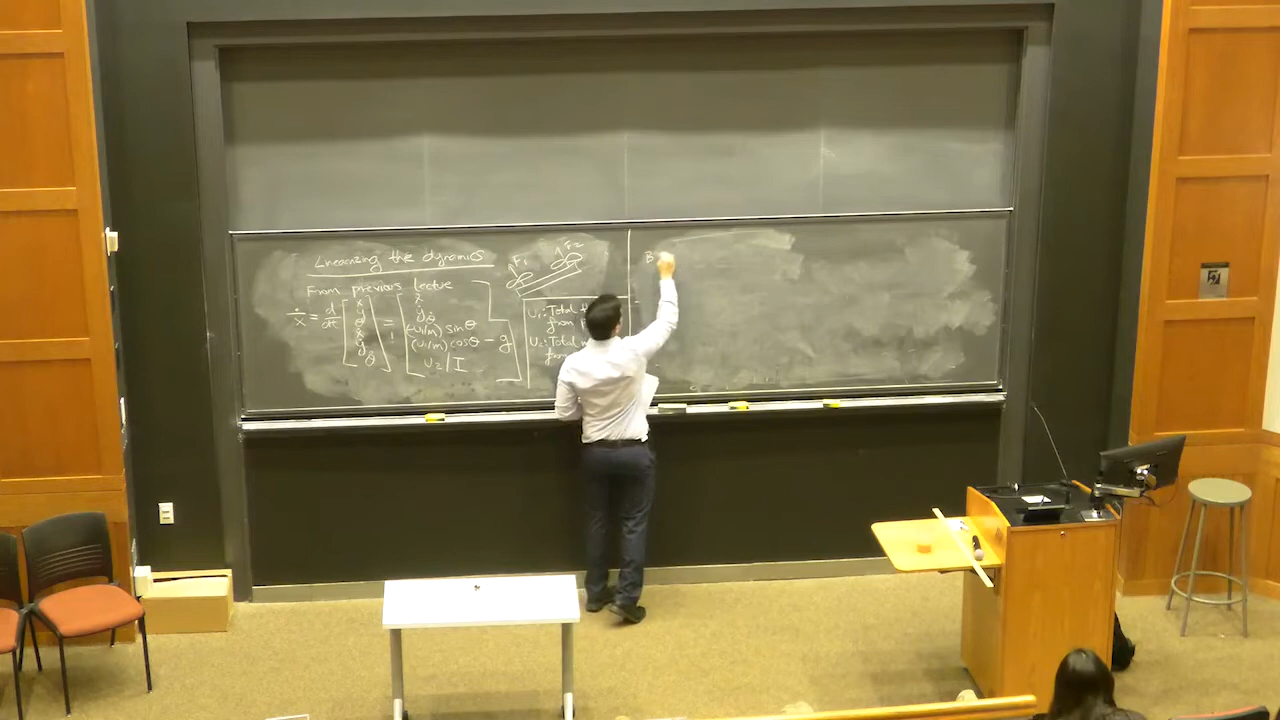 Linearizing the dynamics
From previous lecture
ẋ = d/dt [x y θ ẋ ẏ θ̇] = [ẋ ẏ θ̇ (-u₁/m) sinθ (u₁/m) cosθ - g u₂/I]
F1 F2
u₁: Total
from
u₂: Total
from
B